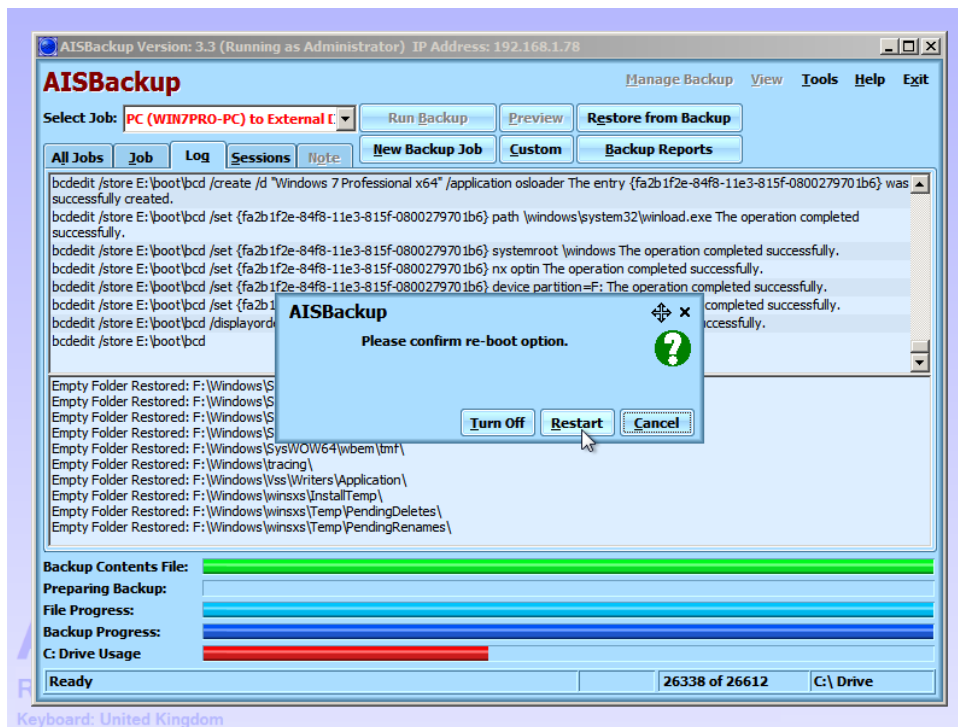 AISBackup Version: 3.3 (Running as Administrator) IP Address: 192.168.1.78
AISBackup
Manage Backup View Tools Help Exit
Select Job: PC (WIN7PRO-PC) to External
Run Backup Preview Restore from Backup
All Jobs Job Log Sessions Note
New Backup Job Custom Backup Reports
bcdedit /store E:\boot\bcd /create /d "Windows 7 Professional x64" /application osloader The entry {fa2b1f2e-84f8-11e3-815f-0800279701b6} was
successfully created.
bcdedit /store E:\boot\bcd /set {fa2b1f2e-84f8-11e3-815f-0800279701b6} path \windows\system32\winload.exe The operation completed
successfully.
bcdedit /store E:\boot\bcd /set {fa2b1f2e-84f8-11e3-815f-0800279701b6} systemroot \windows The operation completed successfully.
bcdedit /store E:\boot\bcd /set {fa2b1f2e-84f8-11e3-815f-0800279701b6} nx optin The operation completed successfully.
bcdedit /store E:\boot\bcd /set {fa2b1f2e-84f8-11e3-815f-0800279701b6} device partition=F: The operation completed successfully.
bcdedit /store E:\boot\bcd /set {fa2b1 completed successfully.
bcdedit /store E:\boot\bcd /displayord uccessfully.
bcdedit /store E:\boot\bcd
AISBackup
Please confirm re-boot option.
Turn Off Restart Cancel
Empty Folder Restored: F:\Windows\S
Empty Folder Restored: F:\Windows\S
Empty Folder Restored: F:\Windows\S
Empty Folder Restored: F:\Windows\S
Empty Folder Restored: F:\Windows\SysWOW64\wbem\tmf\
Empty Folder Restored: F:\Windows\tracing\
Empty Folder Restored: F:\Windows\Vss\Writers\Application\
Empty Folder Restored: F:\Windows\winsxs\InstallTemp\
Empty Folder Restored: F:\Windows\winsxs\Temp\PendingDeletes\
Empty Folder Restored: F:\Windows\winsxs\Temp\PendingRenames\
Backup Contents File:
Preparing Backup:
File Progress:
Backup Progress:
C: Drive Usage
Ready 26338 of 26612 C:\ Drive
Keyboard: United Kingdom